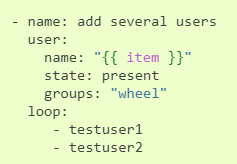 - name: add several users
  user:
    name: "{{ item }}"
    state: present
    groups: "wheel"
  loop:
     - testuser1
     - testuser2